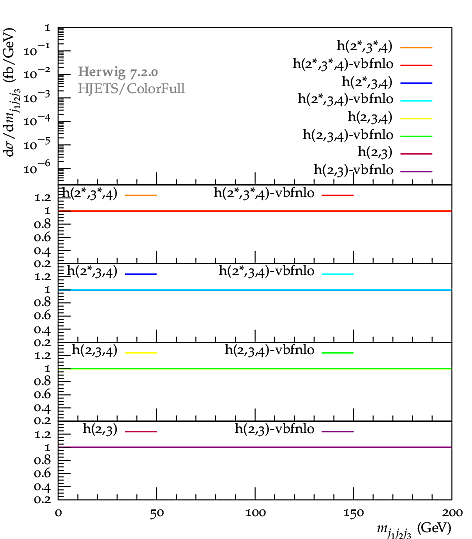 dσ/dm_{j1j2j3} (fb/GeV)
1
10⁻¹
10⁻²
10⁻³
10⁻⁴
10⁻⁵
10⁻⁶
Herwig 7.2.0
HJETS/ColorFull
h(2*,3*,4)
h(2*,3*,4)-vbfnlo
h(2*,3,4)
h(2*,3,4)-vbfnlo
h(2,3,4)
h(2,3,4)-vbfnlo
h(2,3)
h(2,3)-vbfnlo
h(2*,3*,4) h(2*,3*,4)-vbfnlo
1.2
1
0.8
0.6
0.4
h(2*,3,4) h(2*,3,4)-vbfnlo
1.2
1
0.8
0.6
0.4
0.2
h(2,3,4) h(2,3,4)-vbfnlo
1.2
1
0.8
0.6
0.4
0.2
h(2,3) h(2,3)-vbfnlo
1.2
1
0.8
0.6
0.4
0.2
0 50 100 150 200
m_{j1j2j3} (GeV)